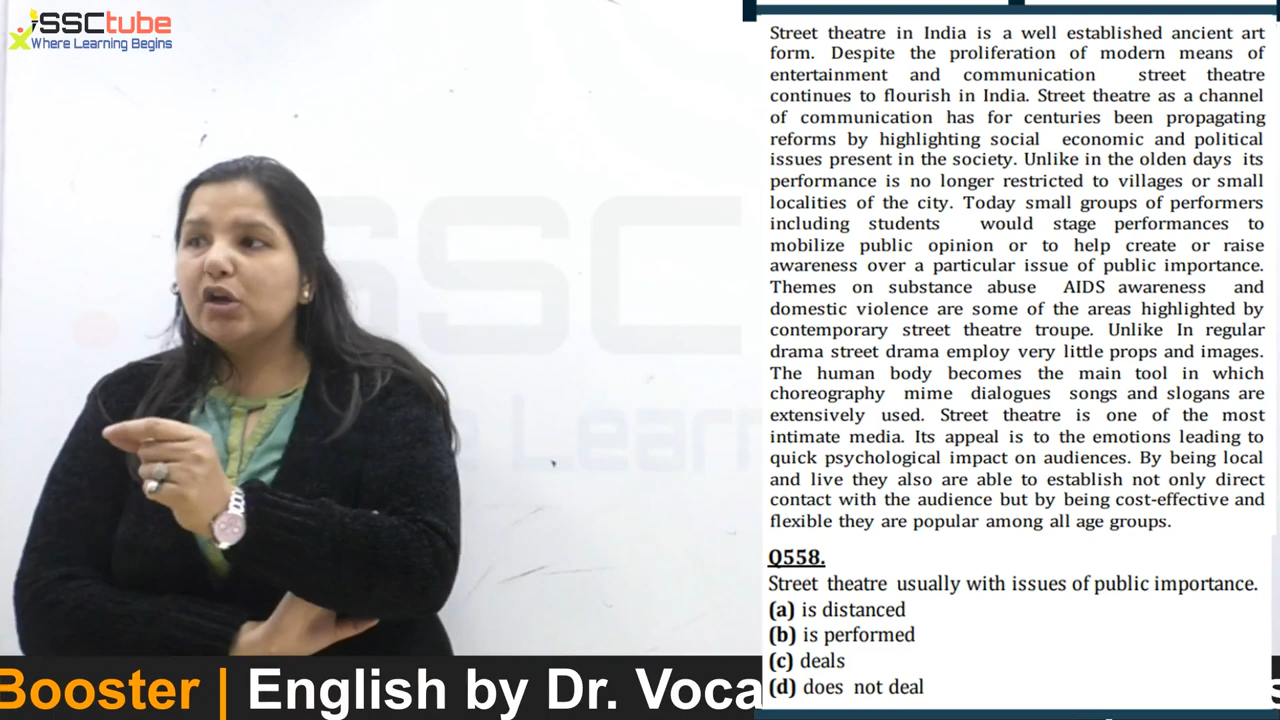 SSCtube
Where Learning Begins
Street theatre in India is a well established ancient art
form. Despite the proliferation of modern means of
entertainment and communication street theatre
continues to flourish in India. Street theatre as a channel
of communication has for centuries been propagating
reforms by highlighting social economic and political
issues present in the society. Unlike in the olden days its
performance is no longer restricted to villages or small
localities of the city. Today small groups of performers
including students would stage performances to
mobilize public opinion or to help create or raise
awareness over a particular issue of public importance.
Themes on substance abuse AIDS awareness and
domestic violence are some of the areas highlighted by
contemporary street theatre troupe. Unlike In regular
drama street drama employ very little props and images.
The human body becomes the main tool in which
choreography mime dialogues songs and slogans are
extensively used. Street theatre is one of the most
intimate media. Its appeal is to the emotions leading to
quick psychological impact on audiences. By being local
and live they also are able to establish not only direct
contact with the audience but by being cost-effective and
flexible they are popular among all age groups.
Q558.
Street theatre usually with issues of public importance.
(a) is distanced
(b) is performed
(c) deals
(d) does not deal
SSC
Learn
Booster | English by Dr. Voca